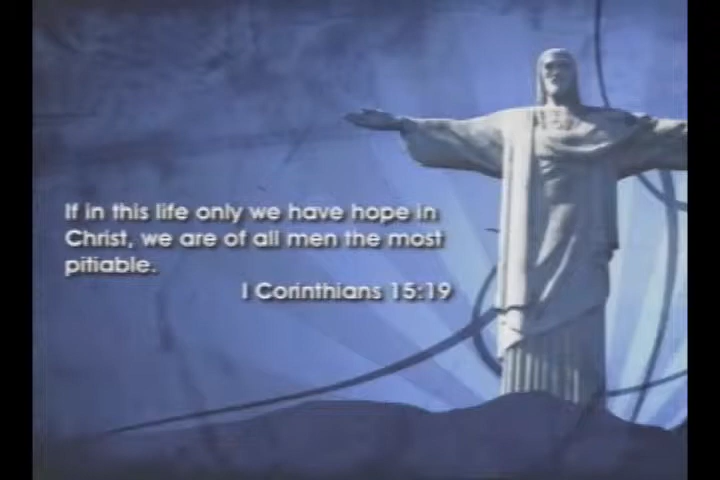 If in this life only we have hope in
Christ, we are of all men the most
pitiable.
I Corinthians 15:19